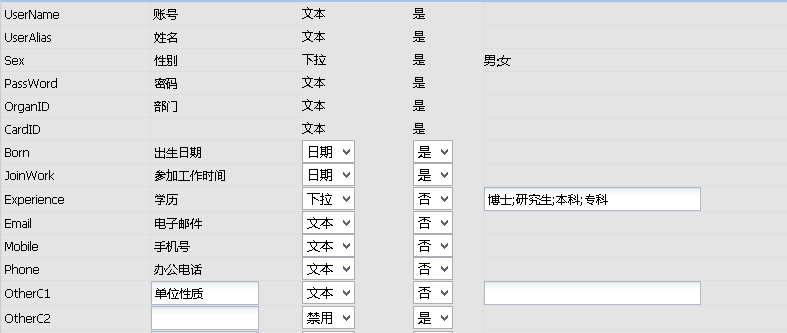 UserName 账号 文本 是
UserAlias 姓名 文本 是
Sex 性别 下拉 是 男;女
PassWord 密码 文本 是
OrganID 部门 文本 是
CardID 文本 是
Born 出生日期 日期 是
JoinWork 参加工作时间 日期 是
Experience 学历 下拉 否 博士;研究生;本科;专科
Email 电子邮件 文本 否
Mobile 手机号 文本 否
Phone 办公电话 文本 否
OtherC1 单位性质 文本 否
OtherC2 禁用 是